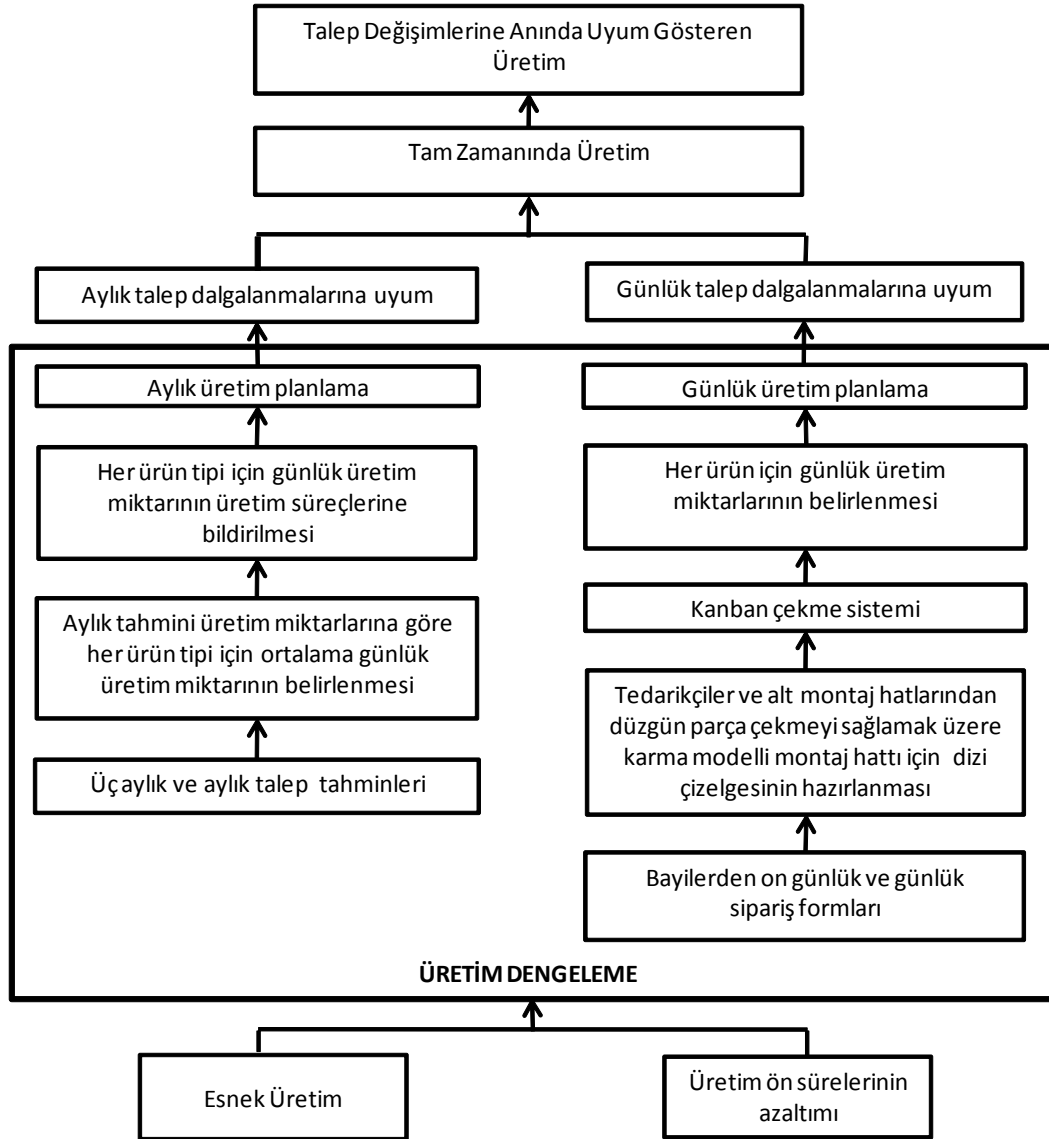 Talep Değişimlerine Anında Uyum Gösteren
Üretim
Tam Zamanında Üretim
Aylık talep dalgalanmalarına uyum
Günlük talep dalgalanmalarına uyum
Aylık üretim planlama
Her ürün tipi için günlük üretim
miktarının üretim süreçlerine
bildirilmesi
Aylık tahmini üretim miktarlarına göre
her ürün tipi için ortalama günlük
üretim miktarının belirlenmesi
Üç aylık ve aylık talep tahminleri
Günlük üretim planlama
Her ürün için günlük üretim
miktarlarının belirlenmesi
Kanban çekme sistemi
Tedarikçiler ve alt montaj hatlarından
düzgün parça çekmeyi sağlamak üzere
karma modelli montaj hattı için dizi
çizelgesinin hazırlanması
Bayilerden on günlük ve günlük
sipariş formları
ÜRETİM DENGELEME
Esnek Üretim
Üretim ön sürelerinin
azaltımı